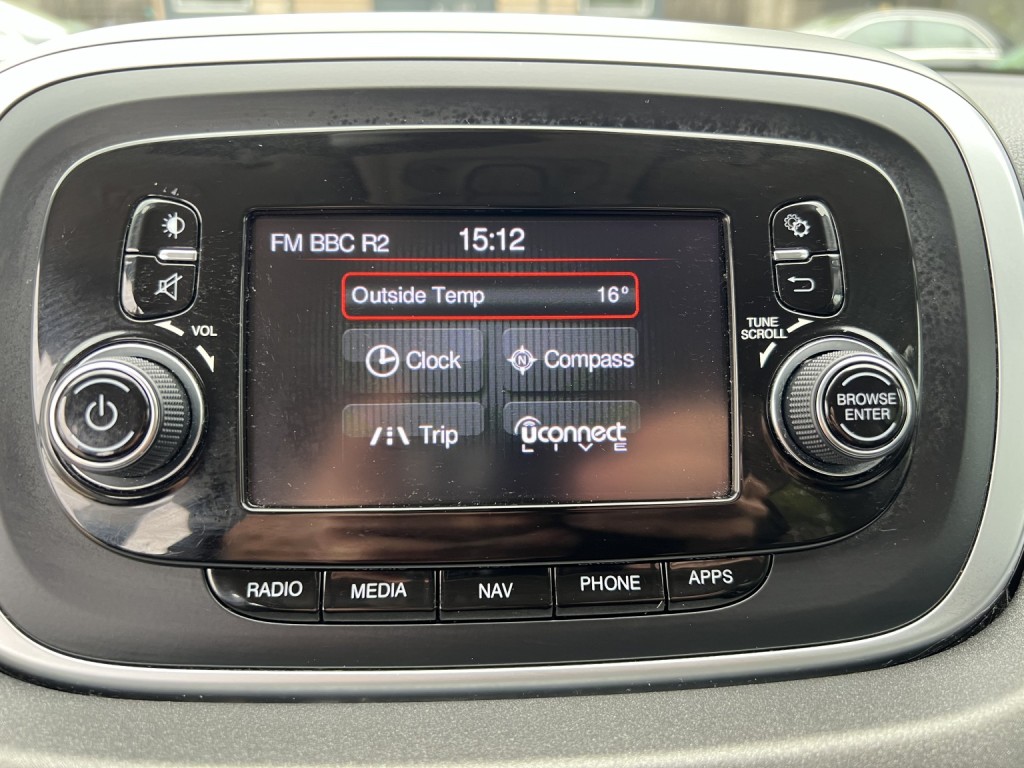 FM BBC R2 15:12
Outside Temp 16°
Clock
N Compass
Trip
uconnect
LIVE
VOL
TUNE
SCROLL
BROWSE
ENTER
RADIO MEDIA NAV PHONE APPS